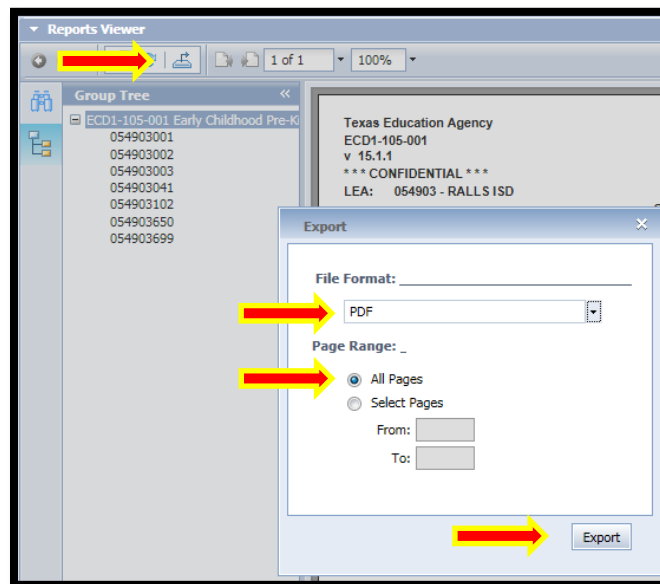 Reports Viewer
1 of 1 100%
Group Tree «
ECD1-105-001 Early Childhood Pre-Ki
054903001
054903002
054903003
054903041
054903102
054903650
054903699
Texas Education Agency
ECD1-105-001
v 15.1.1
* * * CONFIDENTIAL * * *
LEA: 054903 - RALLS ISD
Export
File Format:
PDF
Page Range: _
All Pages
Select Pages
From:
To:
Export